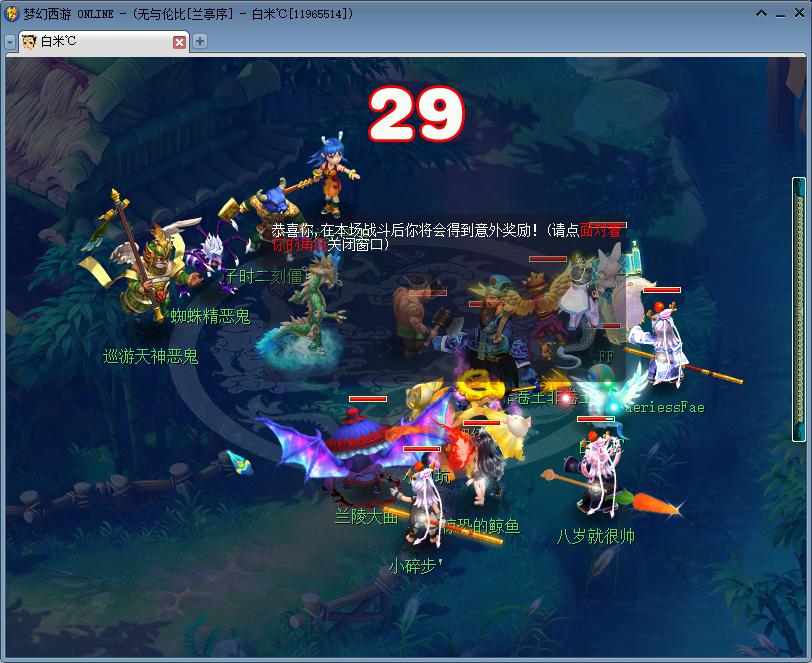 梦幻西游 ONLINE - (无与伦比[兰亭序] - 白米℃[11965514])
白米℃
29
恭喜你,在本场战斗后你将会得到意外奖励！(请点面对着
你的角色关闭窗口)
子时二刻僵
蜘蛛精恶鬼
巡游天神恶鬼
FF
aeriessFae
兰陵大曲
惊恐的鲸鱼
八岁就很帅
小碎步'